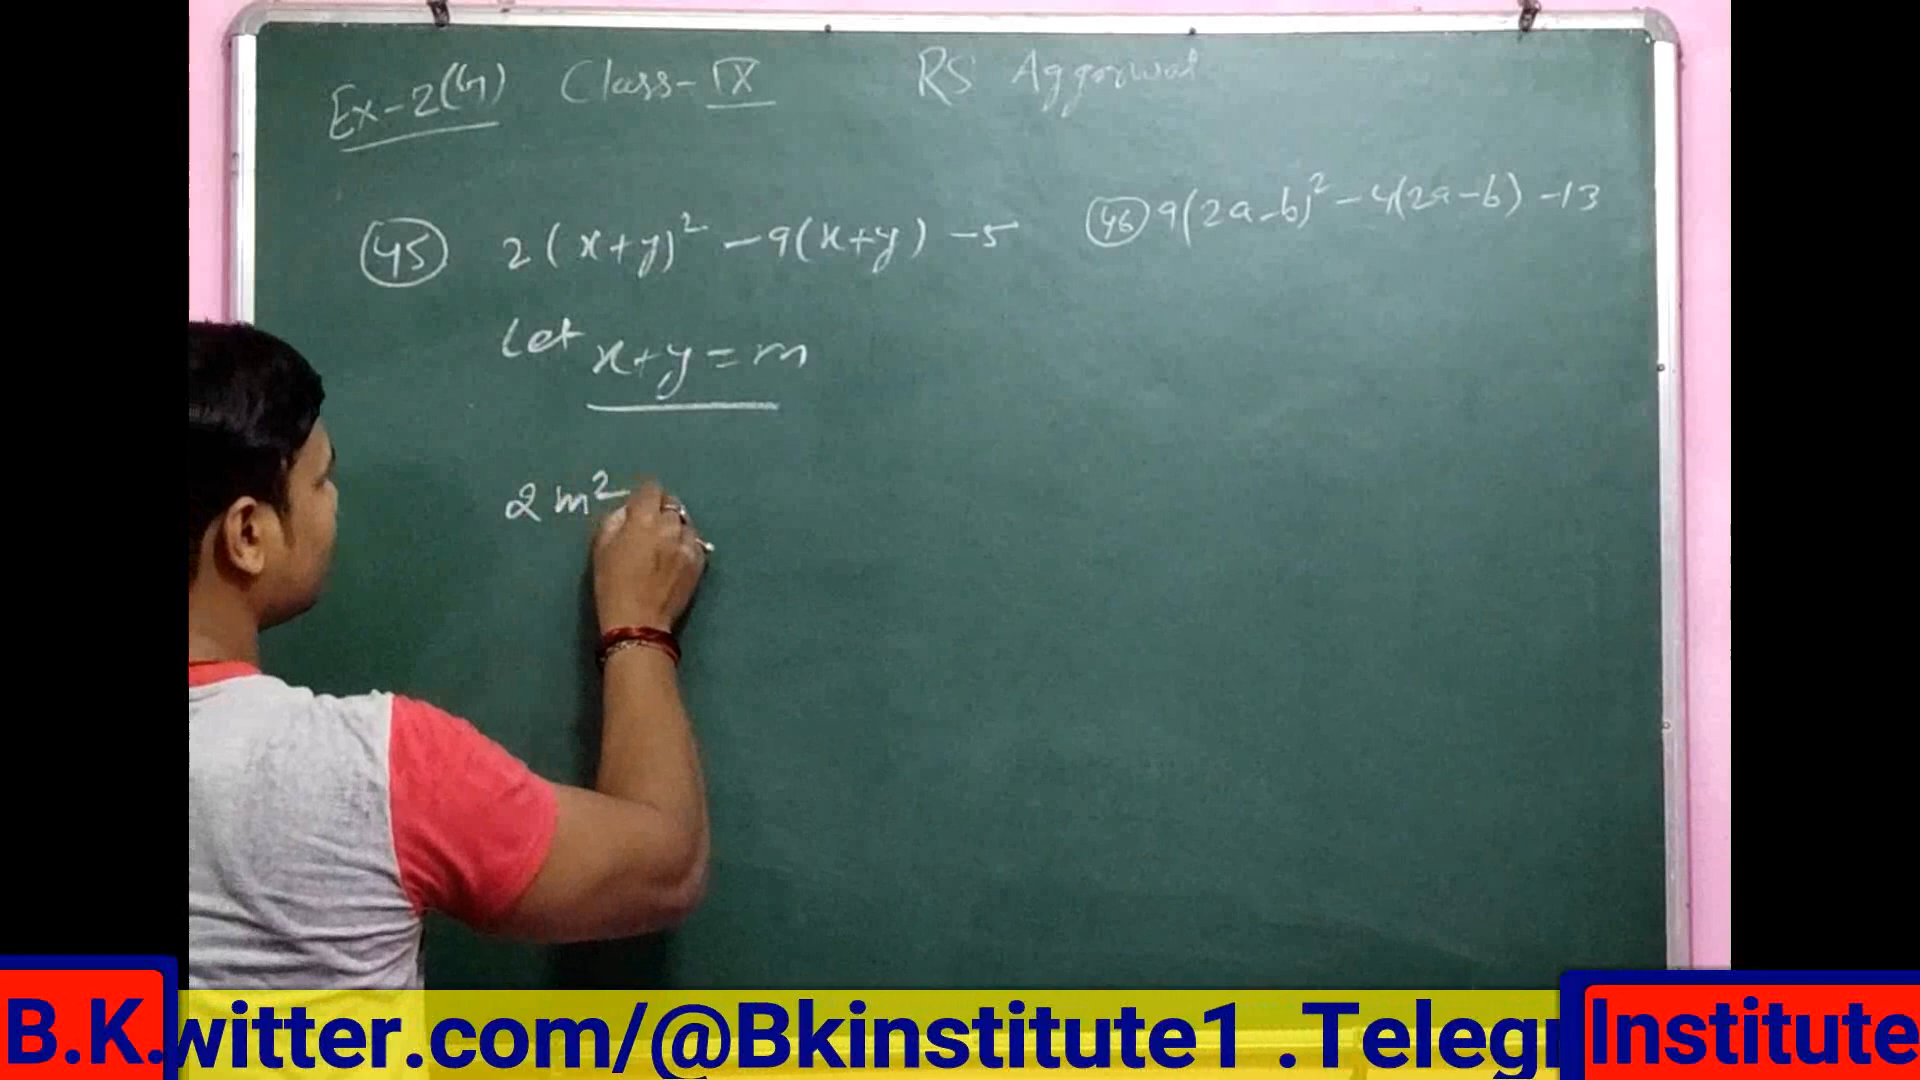 Ex-2(G) Class-IX RS Aggarwal
45 2(x+y)² -9(x+y) -5
46 9(2a-b)² -4(2a-b) -13
Let x+y=m
2m²
B.K. witter.com/@Bkinstitute1 .Telegr Institute